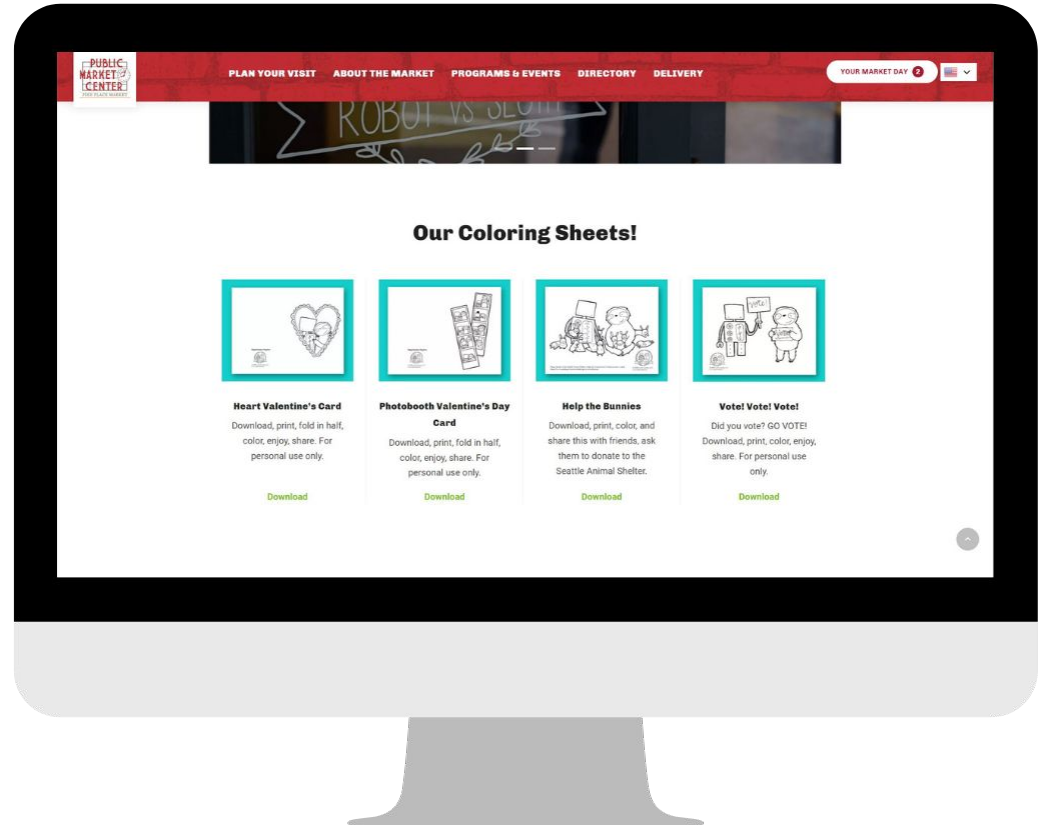 PUBLIC
MARKET
CENTER
PIKE PLACE MARKET
PLAN YOUR VISIT ABOUT THE MARKET PROGRAMS & EVENTS DIRECTORY DELIVERY
YOUR MARKET DAY 2
ROBOT VS SLOTH
Our Coloring Sheets!
Vote!
VOTE!
Heart Valentine's Card
Download, print, fold in half,
color, enjoy, share. For
personal use only.
Download
Photobooth Valentine's Day
Card
Download, print, fold in half,
color, enjoy, share. For
personal use only.
Download
Help the Bunnies
Download, print, color, and
share this with friends, ask
them to donate to the
Seattle Animal Shelter.
Download
Vote! Vote! Vote!
Did you vote? GO VOTE!
Download, print, color, enjoy,
share. For personal use
only.
Download